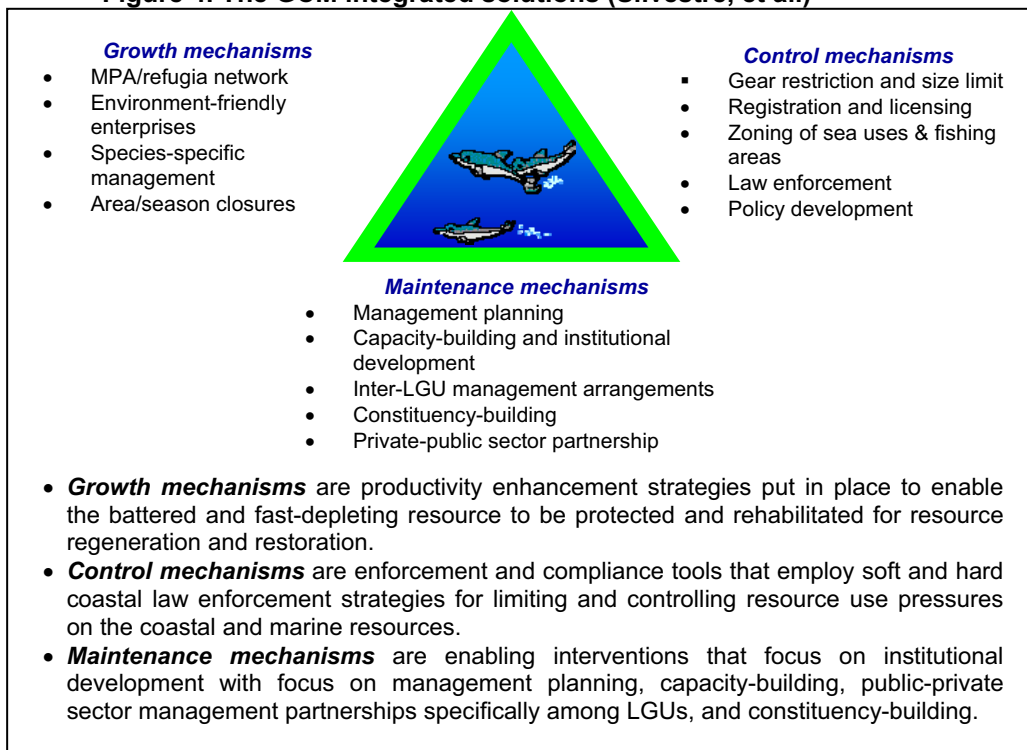 Figure The integrated solutions (Silvestre, et al.)
Growth mechanisms
• MPA/refugia network
• Environment-friendly
enterprises
• Species-specific
management
• Area/season closures
Control mechanisms
▪ Gear restriction and size limit
• Registration and licensing
• Zoning of sea uses & fishing
areas
• Law enforcement
• Policy development
Maintenance mechanisms
• Management planning
• Capacity-building and institutional
development
• Inter-LGU management arrangements
• Constituency-building
• Private-public sector partnership
• Growth mechanisms are productivity enhancement strategies put in place to enable
the battered and fast-depleting resource to be protected and rehabilitated for resource
regeneration and restoration.
• Control mechanisms are enforcement and compliance tools that employ soft and hard
coastal law enforcement strategies for limiting and controlling resource use pressures
on the coastal and marine resources.
• Maintenance mechanisms are enabling interventions that focus on institutional
development with focus on management planning, capacity-building, public-private
sector management partnerships specifically among LGUs, and constituency-building.